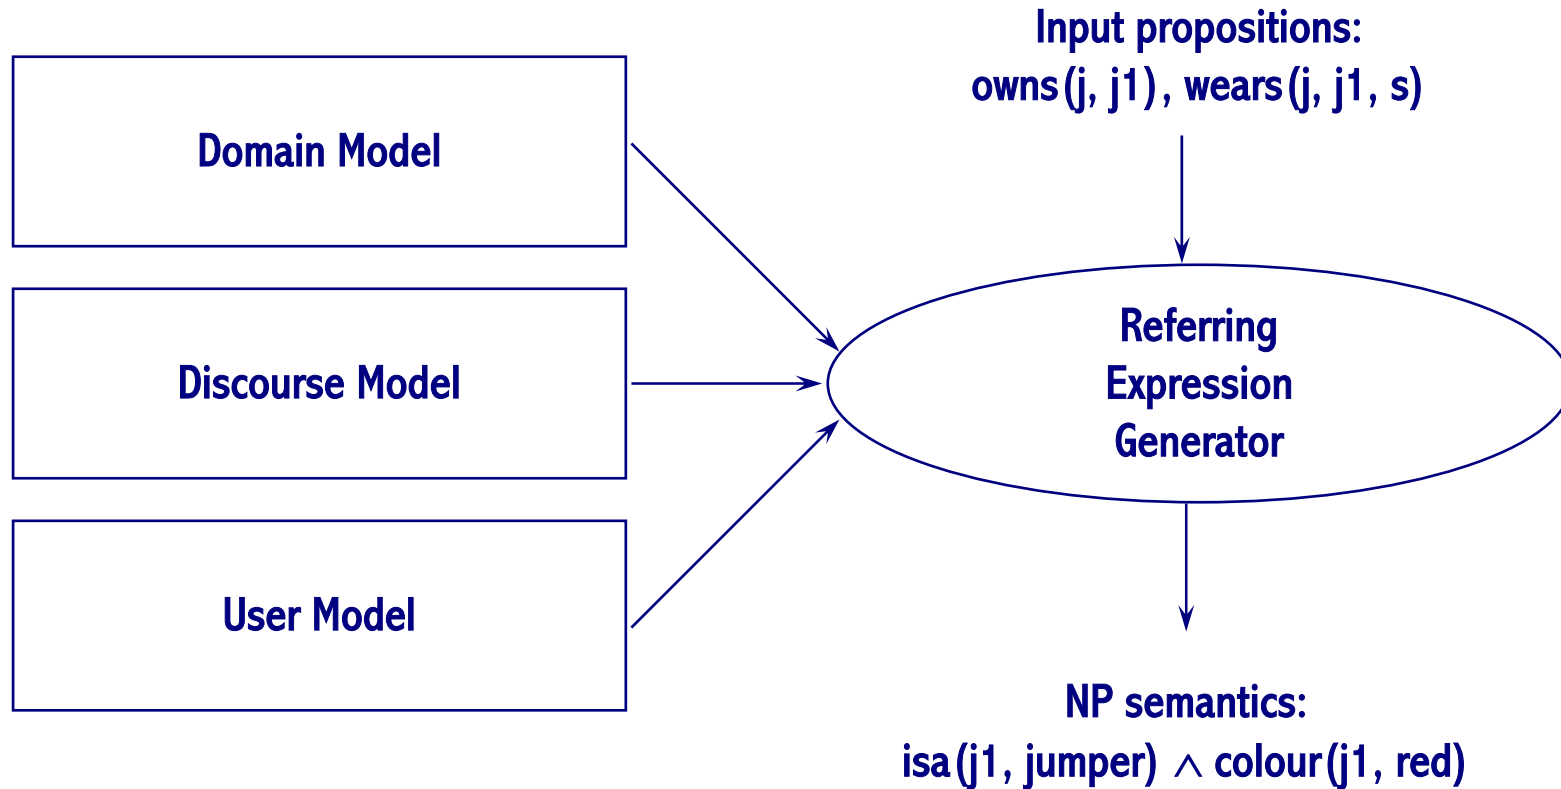 Input propositions:
owns(j, j1), wears(j, j1, s)
Domain Model
Discourse Model
User Model
Referring
Expression
Generator
NP semantics:
isa(j1, jumper) ∧ colour(j1, red)